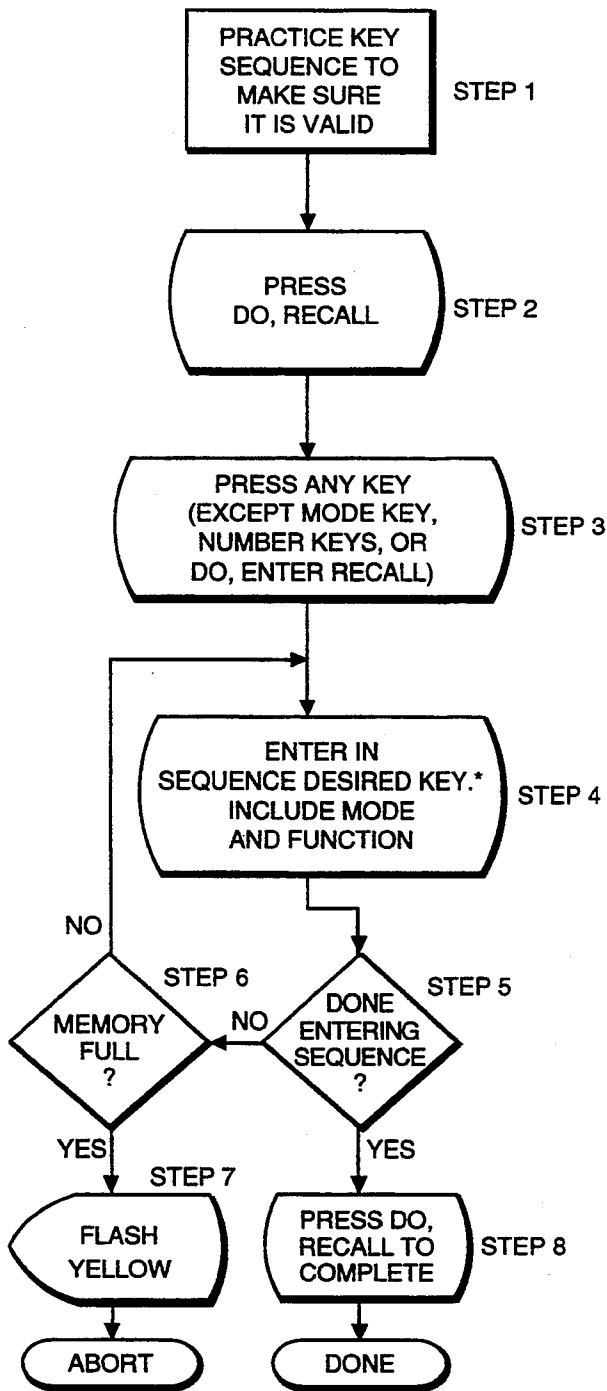 PRACTICE KEY
SEQUENCE TO
MAKE SURE
IT IS VALID
STEP 1
PRESS
DO, RECALL
STEP 2
PRESS ANY KEY
(EXCEPT MODE KEY,
NUMBER KEYS, OR
DO, ENTER RECALL)
STEP 3
ENTER IN
SEQUENCE DESIRED KEY.*
INCLUDE MODE
AND FUNCTION
STEP 4
NO
STEP 6
MEMORY
FULL
?
NO
STEP 5
DONE
ENTERING
SEQUENCE
?
YES
YES
STEP 7
FLASH
YELLOW
PRESS DO,
RECALL TO
COMPLETE
STEP 8
ABORT
DONE